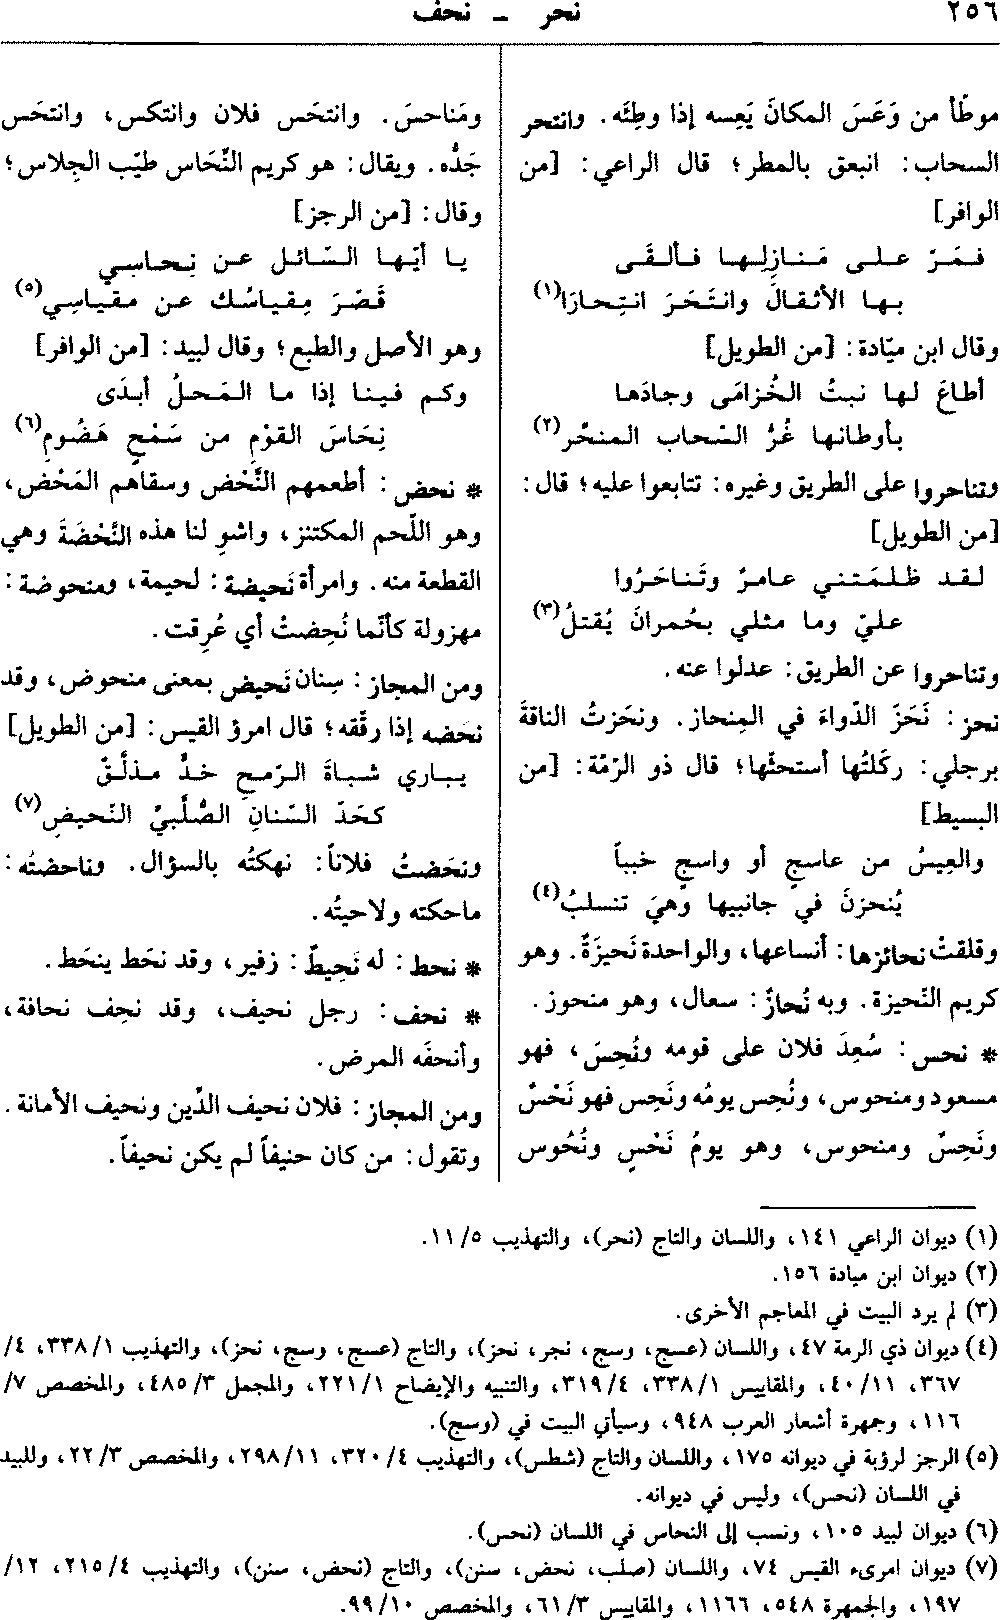 ٢٥٦
نحر – نحف
موطأ من وَعَسَ المكانَ يَعِسه إذا وطِئَه. وانتحر
السحاب: انبعق بالمطر؛ قال الراعي: [من
الوافر]
فَمَرّ على مَنازِلِها فألقَى
بها الأثقالَ وانتَحَرَ انتِحارَا(١)
وقال ابن ميّادة: [من الطويل]
أطاعَ لها نبتُ الخُزامَى وجادَها
بأوطانها غُرُّ السّحاب المنحِّر(٢)
وتناحروا على الطريق وغيره: تتابعوا عليه؛ قال:
[من الطويل]
لقد ظلمَتني عامرٌ وتَناحَرُوا
عليّ وما مثلي بحُمرانَ يُقتلُ(٣)
وتناحروا عن الطريق: عدلوا عنه.
نحز: نَحَزَ الدّواءَ في المِنحاز. ونحَزتُ الناقةَ
برجلي: ركَلتُها أستحثّها؛ قال ذو الرّمّة: [من
البسيط]
والعِيسُ من عاسجٍ أو واسجٍ خبباً
يُنحزنَ في جانبيها وهيَ تنسلبُ(٤)
وقلقتْ نحائزها: أنساعها، والواحدة نَحيزَةٌ. وهو
كريم النّحيزة. وبه نُحازٌ: سعال، وهو منحوز.
* نحس: سُعِدَ فلان على قومه ونُحِسَ، فهو
مسعود ومنحوس، ونُحِس يومُه ونَحِس فهو نَحْسٌ
ونَحِسٌ ومنحوس، وهو يومُ نَحْسٍ ونُحُوس
ومَناحسَ. وانتحَس فلان وانتكس، وانتحَس
جَدُّه. ويقال: هو كريم النِّحَاس طيّب الجِلاس؛
وقال: [من الرجز]
يا أيّها السّائل عن نِحاسِي
قَصّرَ مِقياسُك عن مقياسِي(٥)
وهو الأصل والطبع؛ وقال لبيد: [من الوافر]
وكم فينا إذا ما المَحلُ أبدَى
نِحَاسَ القوْمِ من سَمْحٍ هَضُومِ(٦)
* نحض: أطعمهم النَّحْض وسقاهم المَحْض،
وهو اللّحم المكتنز، واشوِ لنا هذه النَّحْضَةَ وهي
القطعة منه. وامرأة نَحيضة: لحيمة، ومنحوضة:
مهزولة كأنّما نُحِضتْ أي عُرِقت.
ومن المجاز: سِنان نَحيض بمعنى منحوض، وقد
نحَضه إذا رقّقه؛ قال امرؤ القيس: [من الطويل]
يباري شباةَ الرّمحِ خدٌّ مذلَّقٌ
كحَدّ السّنانِ الصُّلَّبيِّ النّحيضِ(٧)
ونحَضتُ فلاناً: نهكتُه بالسؤال. وناحضتُه:
ماحكته ولاحيتُه.
* نحط: له نَحِيطٌ: زفير، وقد نحَط ينحَط.
* نحف: رجل نحيف، وقد نحِف نحافة،
وأنحفَه المرض.
ومن المجاز: فلان نحيف الدِّين ونحيف الأمانة.
وتقول: من كان حنيفاً لم يكن نحيفاً.
(١) ديوان الراعي ١٤١، واللسان والتاج (نحر)، والتهذيب ١١/٥.
(٢) ديوان ابن ميادة ١٥٦.
(٣) لم يرد البيت في المعاجم الأخرى.
(٤) ديوان ذي الرمة ٤٧، واللسان (عسج، وسج، نجر، نحز)، والتاج (عسج، وسج، نحز)، والتهذيب ٣٣٨/١، ٤/
٣٦٧، ٤٠/١١، والمقاييس ٣٣٨/١، ٣١٩/٤، والتنبيه والإيضاح ٢٢١/١، والمجمل ٤٨٥/٣، والمخصص ٧/
١١٦، وجمهرة أشعار العرب ٩٤٨، وسيأتي البيت في (وسج).
(٥) الرجز لرؤبة في ديوانه ١٧٥، واللسان والتاج (شطس)، والتهذيب ٣٢٠/٤، ٢٩٨/١١، والمخصص ٢٢/٣، وللبيد
في اللسان (نحس)، وليس في ديوانه.
(٦) ديوان لبيد ١٠٥، ونسب إلى النحاس في اللسان (نحس).
(٧) ديوان امرىء القيس ٧٤، واللسان (صلب، نحض، سنن)، والتاج (نحض، سنن)، والتهذيب ٢١٥/٤، ١٢/
١٩٧، والجمهرة ٥٤٨، ١١٦٦، والمقاييس ٦١/٣، والمخصص ٩٩/١٠.